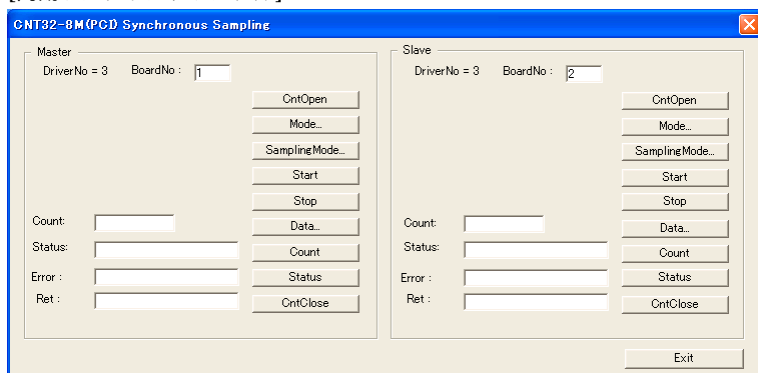 CNT32-8M(PCI) Synchronous Sampling
Master
DriverNo = 3 BoardNo : 1
CntOpen
Mode...
SamplingMode...
Start
Stop
Count: Data...
Status: Count
Error : Status
Ret : CntClose
Slave
DriverNo = 3 BoardNo : 2
CntOpen
Mode...
SamplingMode...
Start
Stop
Count: Data...
Status: Count
Error : Status
Ret : CntClose
Exit